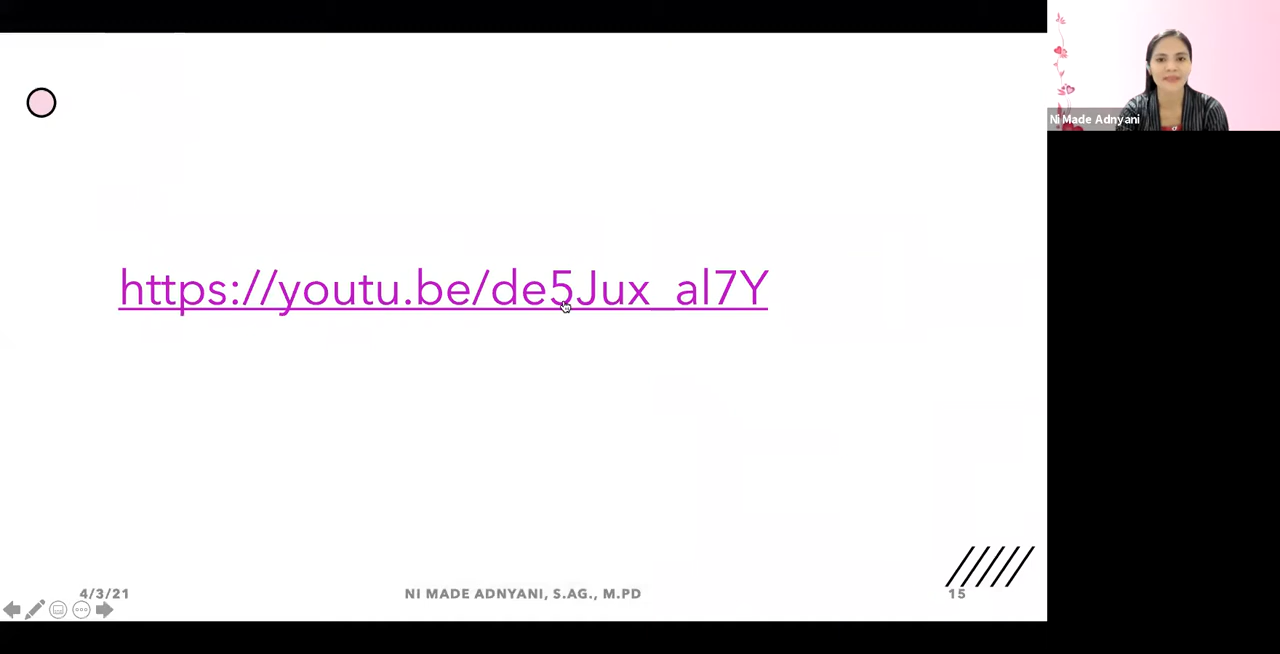 Ni Made Adnyani
https://youtu.be/de5Jux_al7Y
4/3/21
NI MADE ADNYANI, S.AG., M.PD
15